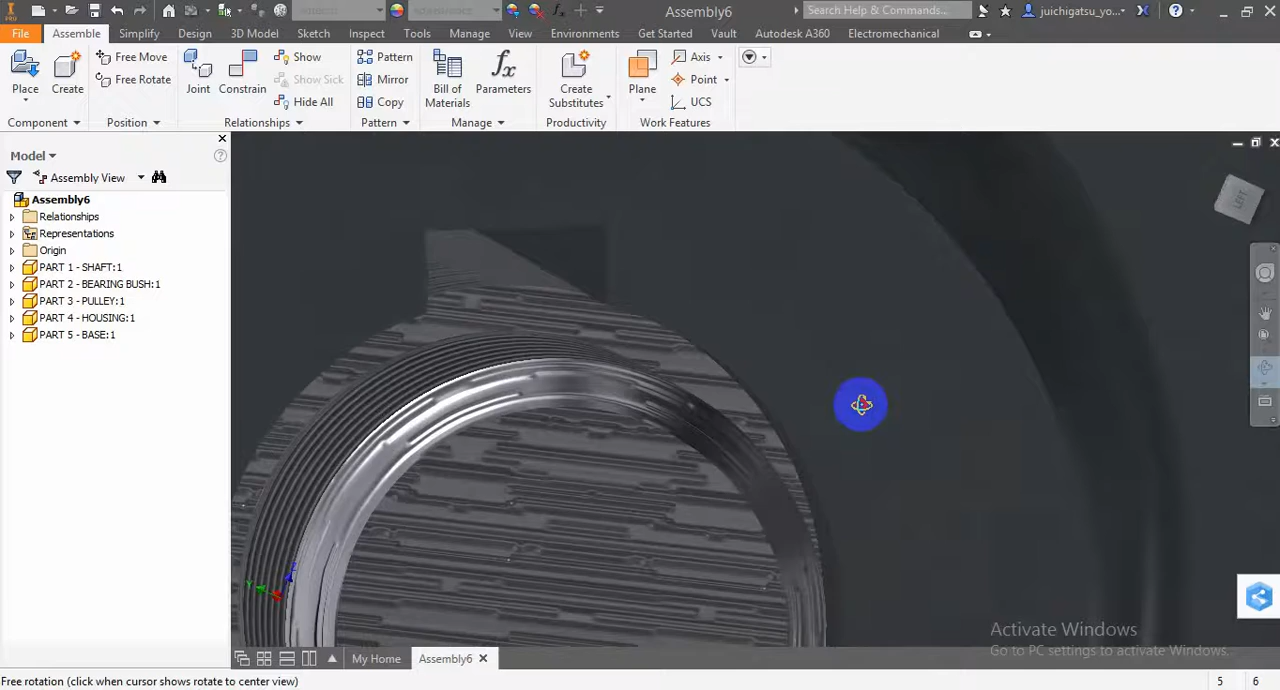 PRO
Assembly6
Search Help & Commands...
juichigatsu_yo...
File
Assemble
Simplify
Design
3D Model
Sketch
Inspect
Tools
Manage
View
Environments
Get Started
Vault
Autodesk A360
Electromechanical
Place
Create
Free Move
Free Rotate
Joint
Constrain
Show
Show Sick
Hide All
Pattern
Mirror
Copy
Bill of
Materials
fx
Parameters
Create
Substitutes
Plane
Axis
Point
UCS
Component
Position
Relationships
Pattern
Manage
Productivity
Work Features
Model
Assembly View
Assembly6
Relationships
Representations
Origin
PART 1 - SHAFT:1
PART 2 - BEARING BUSH:1
PART 3 - PULLEY:1
PART 4 - HOUSING:1
PART 5 - BASE:1
LEFT
Z
Y
Activate Windows
Go to PC settings to activate Windows.
My Home
Assembly6
Free rotation (click when cursor shows rotate to center view)
5 6